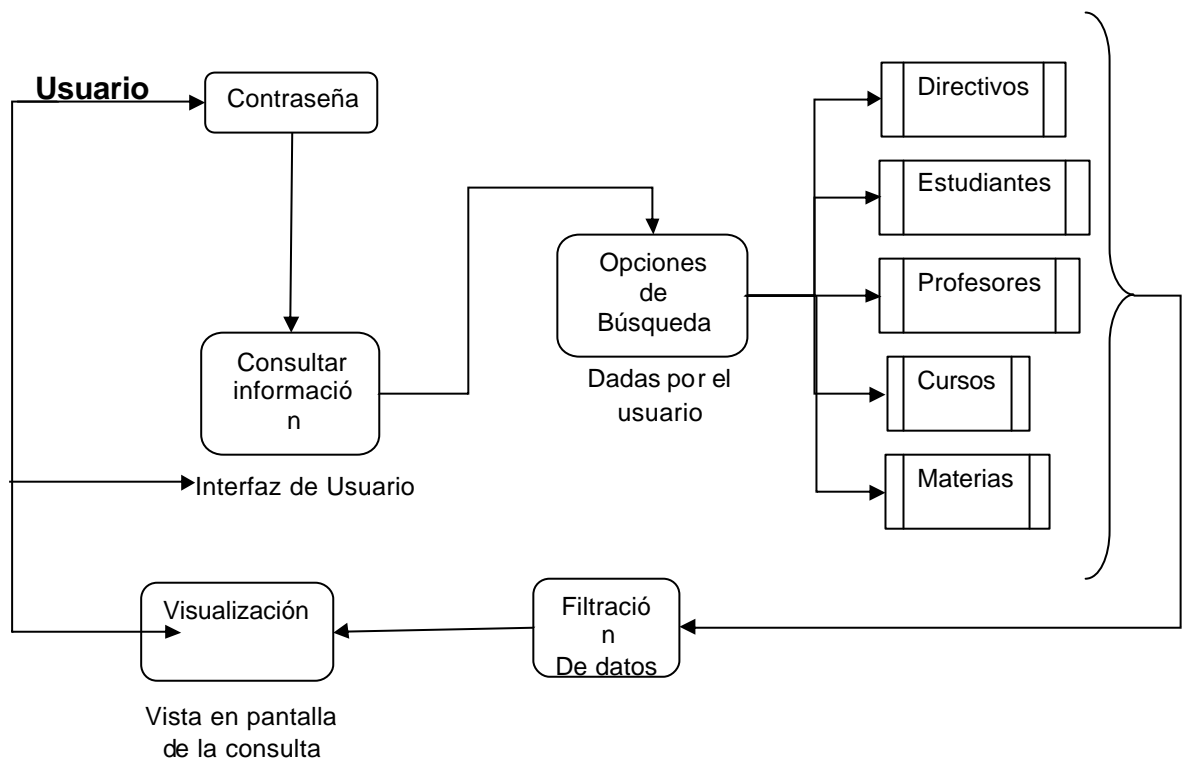 Usuario
Contraseña
Consultar
informació
n
Interfaz de Usuario
Opciones
de
Búsqueda
Dadas por el
usuario
Directivos
Estudiantes
Profesores
Cursos
Materias
Filtració
n
De datos
Visualización
Vista en pantalla
de la consulta